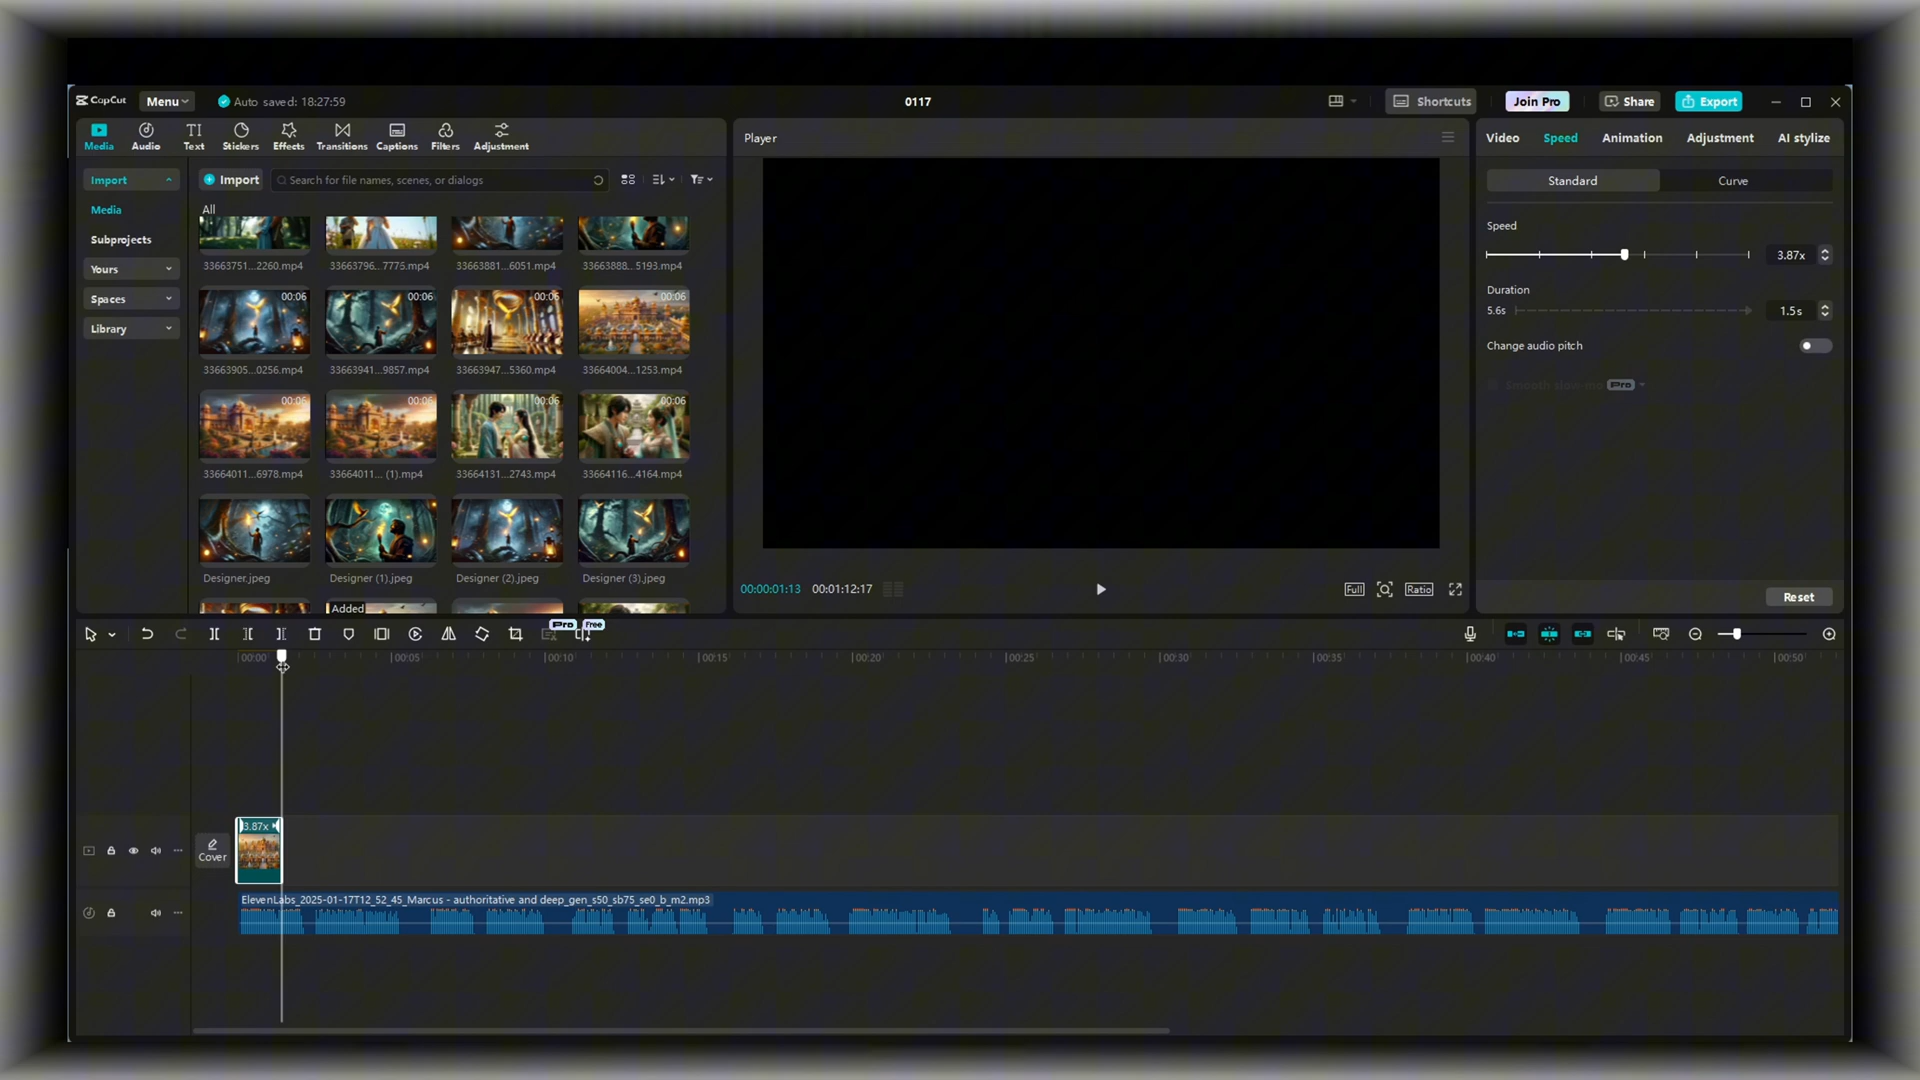 CapCut Menu Auto saved: 18:27:59 0117 Shortcuts Join Pro Share Export
Media Audio Text Stickers Effects Transitions Captions Filters Adjustment
Player
Video Speed Animation Adjustment AI stylize
Import
Media
Subprojects
Yours
Spaces
Library
Import Search for file names, scenes, or dialogs
All
33663751...2260.mp4 33663796...7775.mp4 33663881...6051.mp4 33663888...5193.mp4
00:06 00:06 00:06 00:06
33663905...0256.mp4 33663941...9857.mp4 33663947...5360.mp4 33664004...1253.mp4
00:06 00:06 00:06 00:06
33664011...6978.mp4 33664011... (1).mp4 33664131...2743.mp4 33664116...4164.mp4
Designer.jpeg Designer (1).jpeg Designer (2).jpeg Designer (3).jpeg
Added
00:00:01:13 00:01:12:17 Full Ratio
Standard Curve
Speed
3.87x
Duration
5.6s 1.5s
Change audio pitch
Smooth slow-mo Pro
Reset
Pro Free
00:00 00:05 00:10 00:15 00:20 00:25 00:30 00:35 00:40 00:45 00:50
3.87x
Cover
ElevenLabs_2025-01-17T12_52_45_Marcus - authoritative and deep_gen_s50_sb75_se0_b_m2.mp3